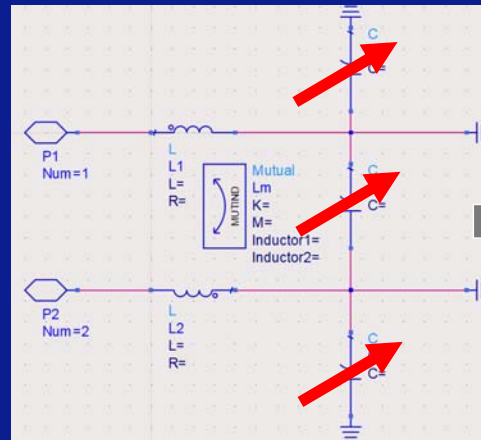 C
C=
P1
Num=1
L
L1
L=
R=
MUTIND
Mutual
Lm
K=
M=
Inductor1=
Inductor2=
C
C=
P2
Num=2
L
L2
L=
R=
C
C=